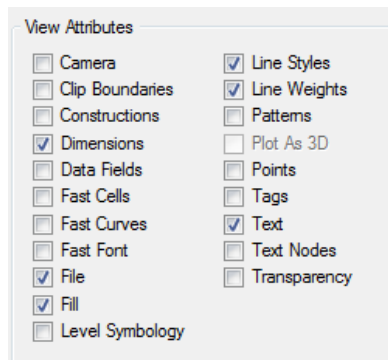 View Attributes
Camera
Clip Boundaries
Constructions
Dimensions
Data Fields
Fast Cells
Fast Curves
Fast Font
File
Fill
Level Symbology
Line Styles
Line Weights
Patterns
Plot As 3D
Points
Tags
Text
Text Nodes
Transparency